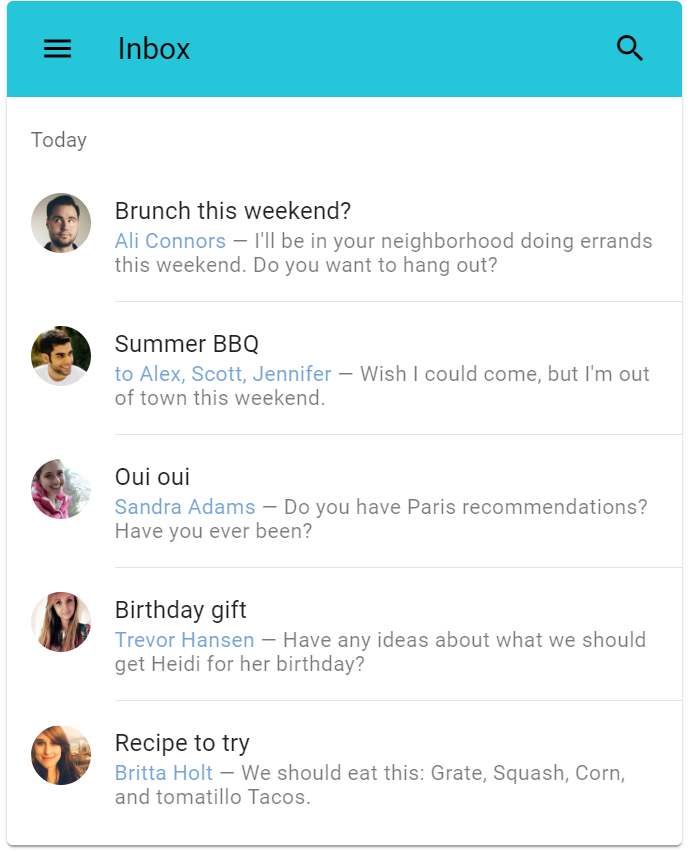 Inbox
Today
Brunch this weekend?
Ali Connors — I'll be in your neighborhood doing errands
this weekend. Do you want to hang out?
Summer BBQ
to Alex, Scott, Jennifer — Wish I could come, but I'm out
of town this weekend.
Oui oui
Sandra Adams — Do you have Paris recommendations?
Have you ever been?
Birthday gift
Trevor Hansen — Have any ideas about what we should
get Heidi for her birthday?
Recipe to try
Britta Holt — We should eat this: Grate, Squash, Corn,
and tomatillo Tacos.